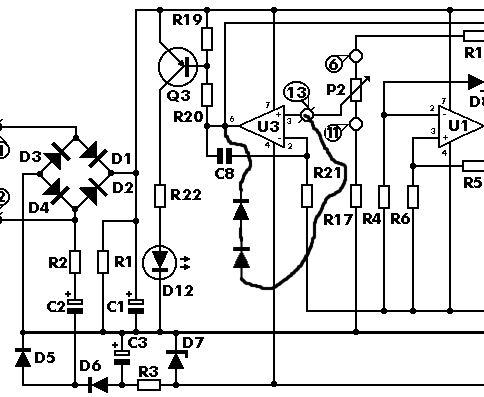 R19
6
R1
7
7
Q3
13
P2
D8
R20
6
+
3
U3
-
2
4
11
2
-
U1
3
+
4
D3
D1
1
C8
R21
R5
D4
D2
2
R22
R17
R4
R6
R2
R1
D12
+
C2
+
C1
+
C3
D7
D5
D6
R3